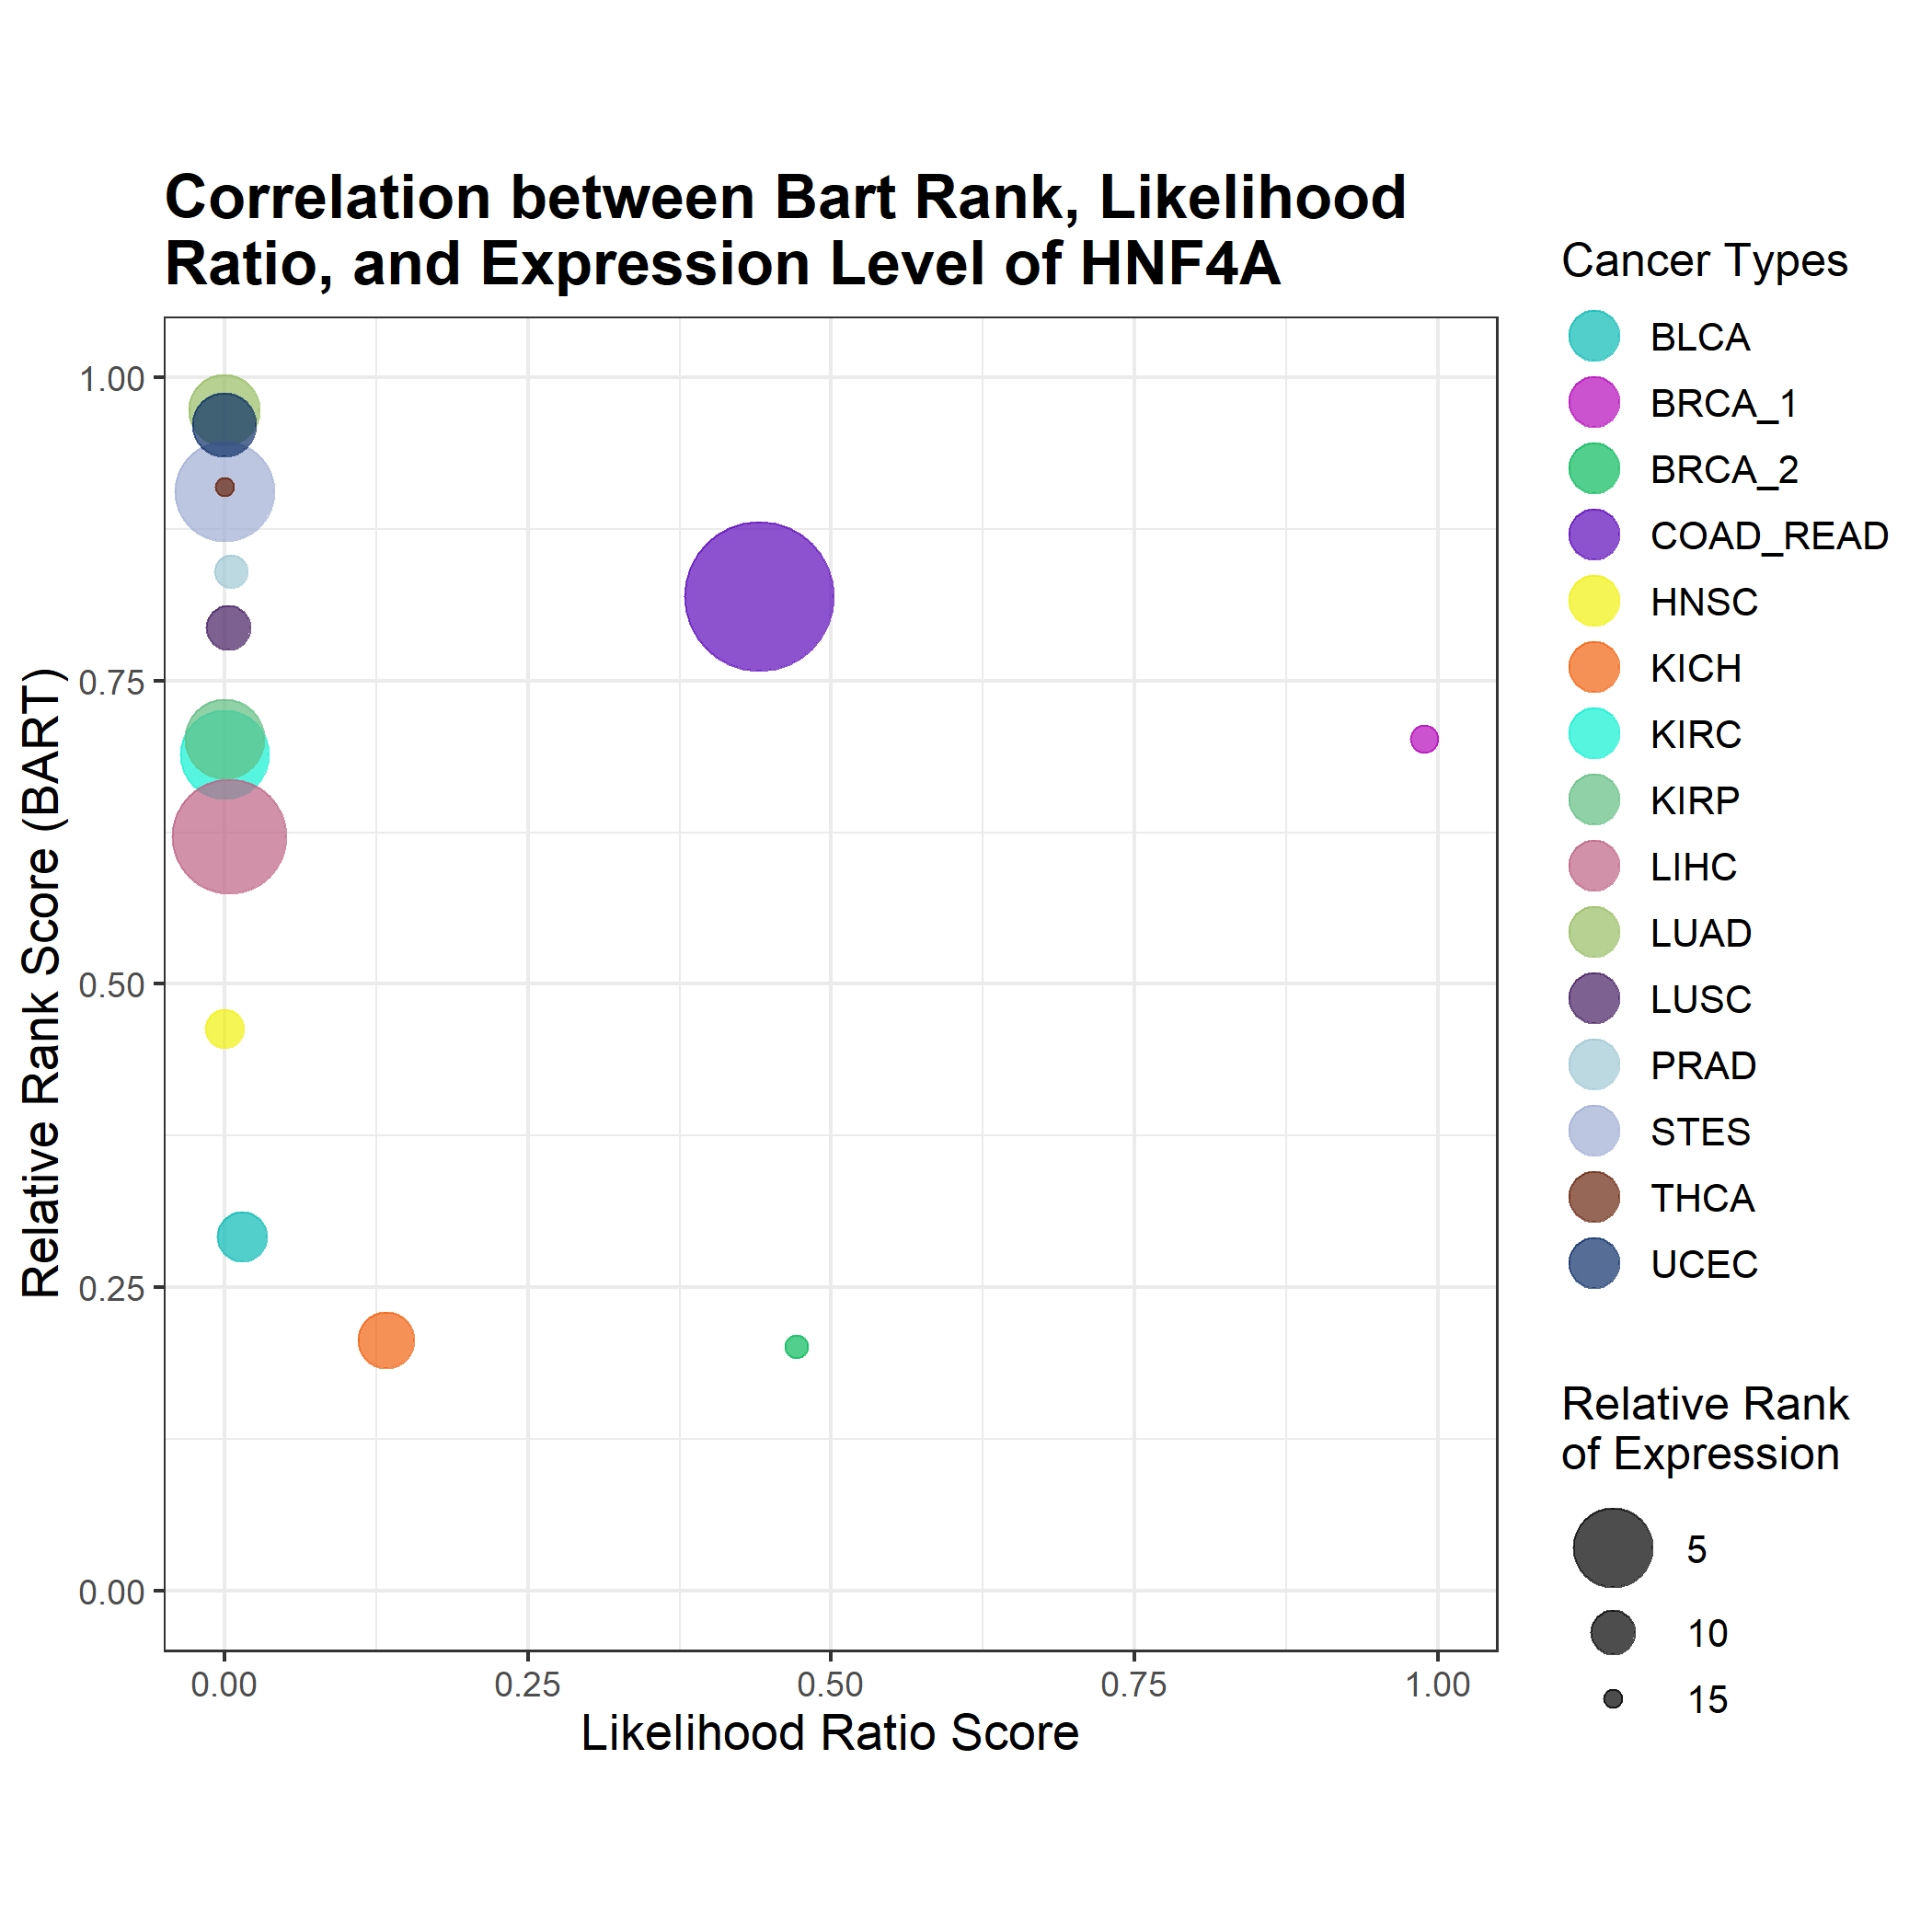 Correlation between Bart Rank, Likelihood
Ratio, and Expression Level of HNF4A
Relative Rank Score (BART)
1.00
0.75
0.50
0.25
0.00
0.00
0.25
0.50
0.75
1.00
Likelihood Ratio Score
Cancer Types
BLCA
BRCA_1
BRCA_2
COAD_READ
HNSC
KICH
KIRC
KIRP
LIHC
LUAD
LUSC
PRAD
STES
THCA
UCEC
Relative Rank
of Expression
5
10
15